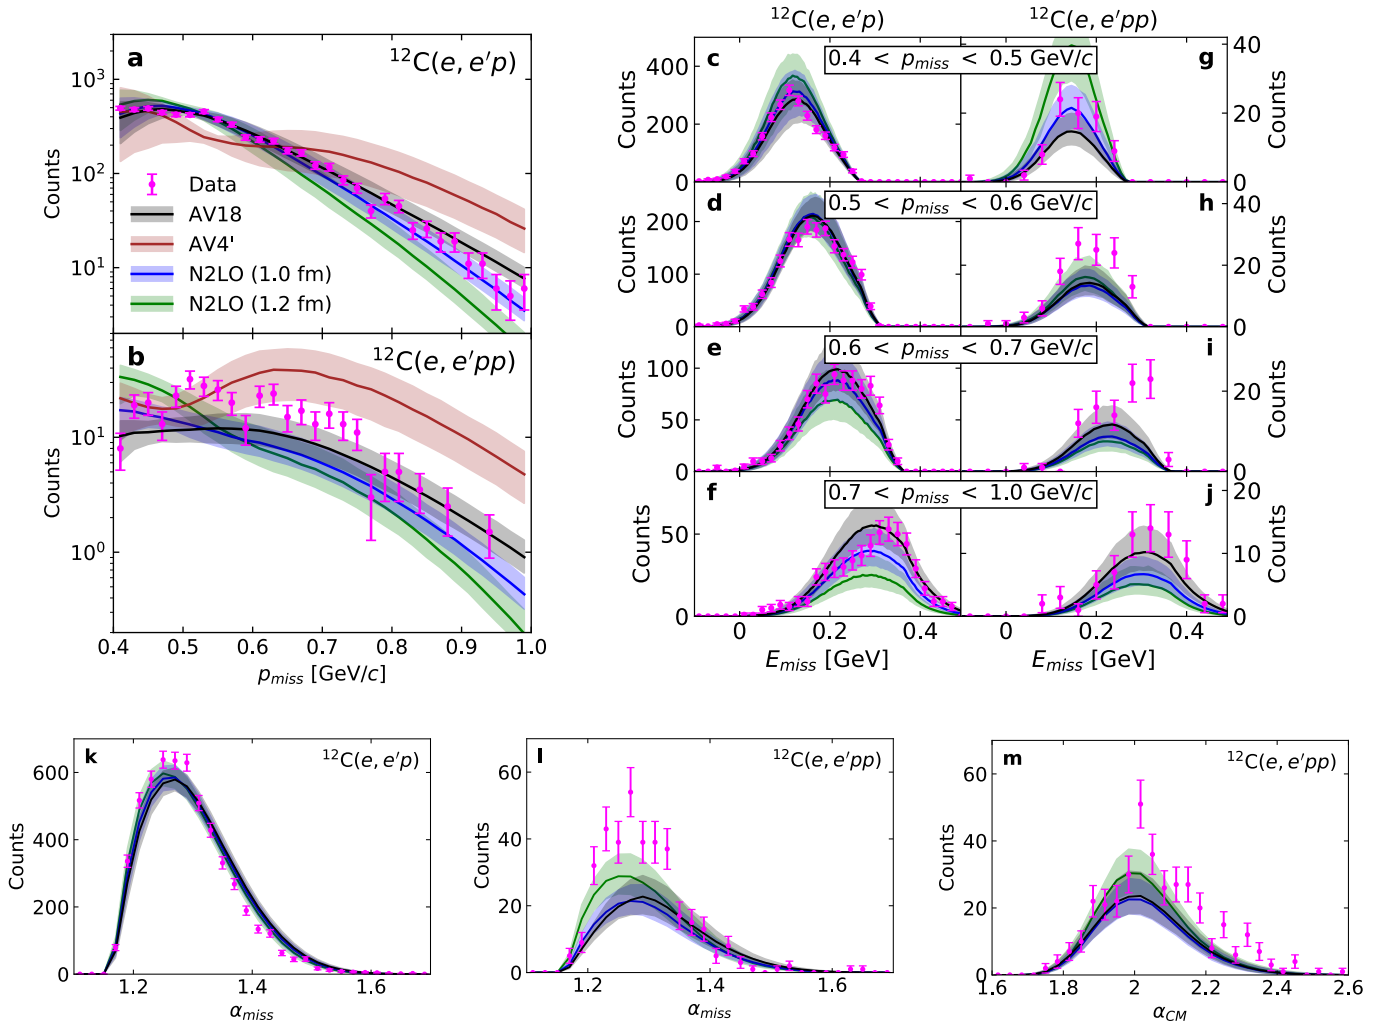 a
¹²C(e, e′p)
10³
10²
10¹
Counts
Data
AV18
AV4'
N2LO (1.0 fm)
N2LO (1.2 fm)
b
¹²C(e, e′pp)
10¹
10⁰
Counts
0.4 0.5 0.6 0.7 0.8 0.9 1.0
p_miss [GeV/c]
¹²C(e, e′p) ¹²C(e, e′pp)
c
0.4 < p_miss < 0.5 GeV/c
g
400
200
Counts
40
20
0
Counts
d
0.5 < p_miss < 0.6 GeV/c
h
200
100
0
Counts
40
20
0
Counts
e
0.6 < p_miss < 0.7 GeV/c
i
100
50
0
Counts
20
0
Counts
f
0.7 < p_miss < 1.0 GeV/c
j
50
0
Counts
20
10
0
Counts
0 0.2 0.4 0 0.2 0.4
E_miss [GeV] E_miss [GeV]
k
¹²C(e, e′p)
600
400
200
0
Counts
1.2 1.4 1.6
α_miss
l
¹²C(e, e′pp)
60
40
20
0
Counts
1.2 1.4 1.6
α_miss
m
¹²C(e, e′pp)
60
40
20
0
Counts
1.6 1.8 2 2.2 2.4 2.6
α_CM